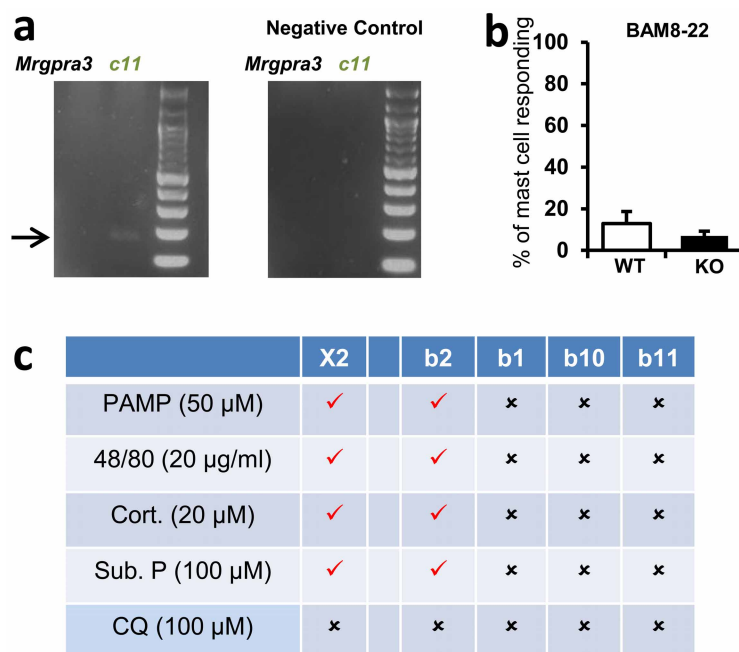 a
Negative Control
Mrgpra3 c11
Mrgpra3 c11
b
BAM8-22
% of mast cell responding
100
80
60
40
20
0
WT KO
c
X2 b2 b1 b10 b11
PAMP (50 µM) ✓ ✓ × × ×
48/80 (20 µg/ml) ✓ ✓ × × ×
Cort. (20 µM) ✓ ✓ × × ×
Sub. P (100 µM) ✓ ✓ × × ×
CQ (100 µM) × × × × ×